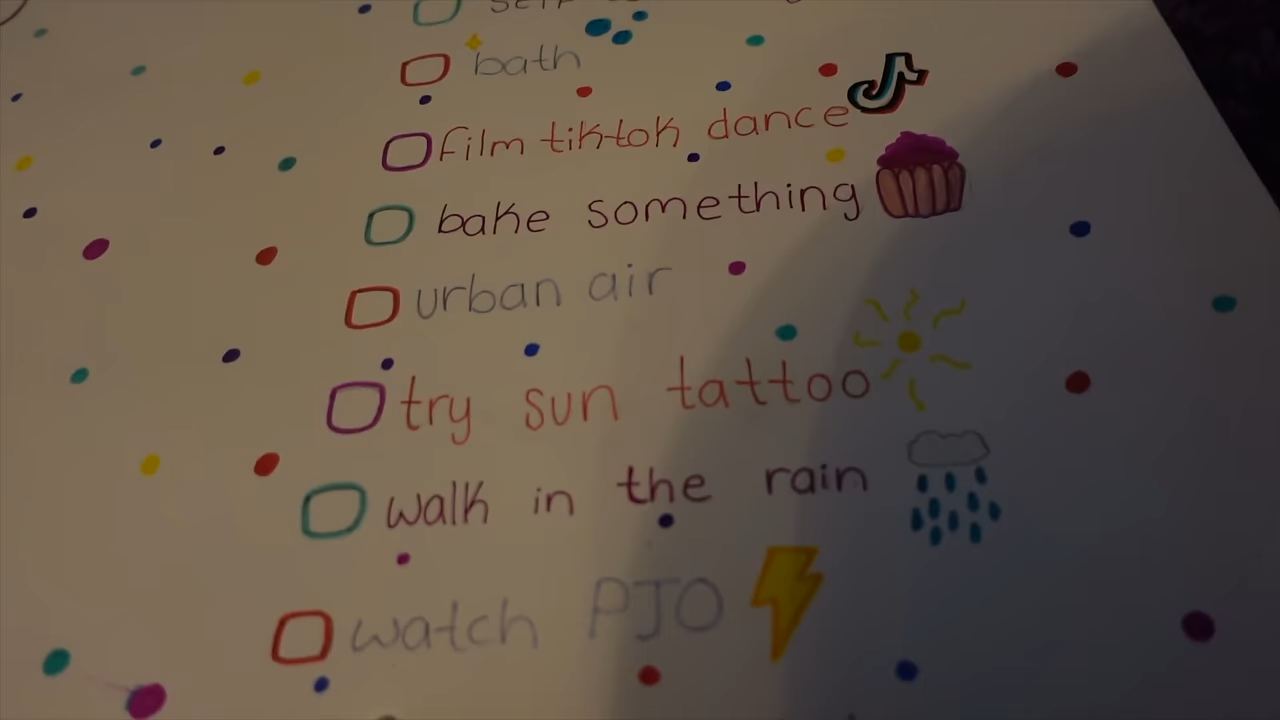 bath
film tiktok dance
bake something
urban air
try sun tattoo
walk in the rain
watch PJO